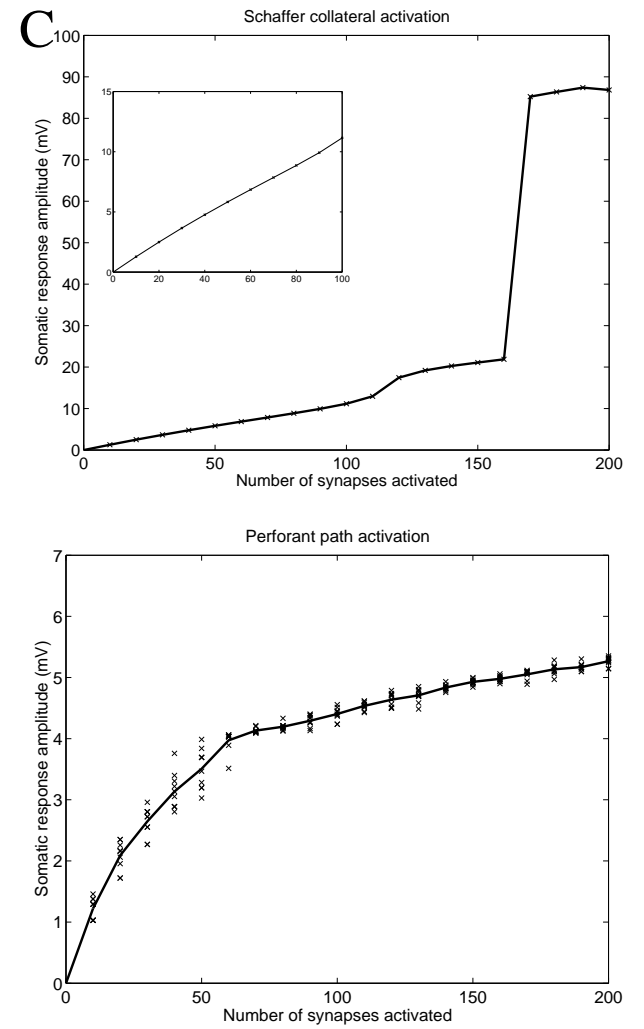 C
Schaffer collateral activation
100
90
80
70
60
50
40
30
20
10
0
Somatic response amplitude (mV)
15
10
5
0
0 20 40 60 80 100
0 50 100 150 200
Number of synapses activated
Perforant path activation
7
6
5
4
3
2
1
0
Somatic response amplitude (mV)
0 50 100 150 200
Number of synapses activated